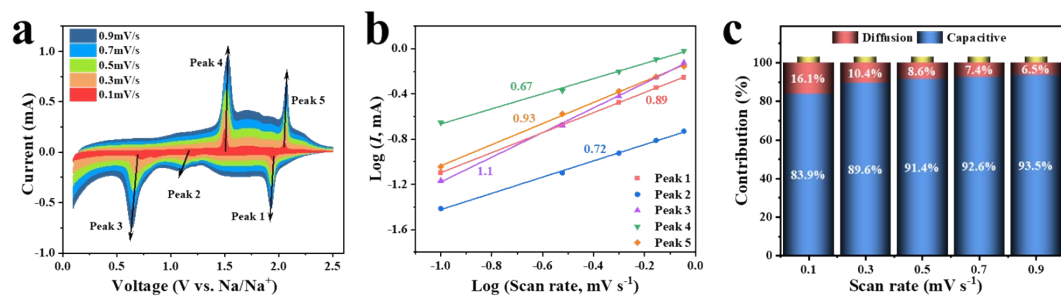 a
0.9mV/s
0.7mV/s
0.5mV/s
0.3mV/s
0.1mV/s
Peak 4
Peak 5
Peak 2
Peak 1
Peak 3
1.0
0.5
0.0
-0.5
-1.0
Current (mA)
0.0 0.5 1.0 1.5 2.0 2.5
Voltage (V vs. Na/Na⁺)
b
0.67
0.93
0.89
1.1
0.72
Peak 1
Peak 2
Peak 3
Peak 4
Peak 5
0.0
-0.4
-0.8
-1.2
-1.6
Log (I, mA)
-1.0 -0.8 -0.6 -0.4 -0.2 0.0
Log (Scan rate, mV s⁻¹)
c
Diffusion Capacitive
16.1% 10.4% 8.6% 7.4% 6.5%
83.9% 89.6% 91.4% 92.6% 93.5%
100
80
60
40
20
0
Contribution (%)
0.1 0.3 0.5 0.7 0.9
Scan rate (mV s⁻¹)